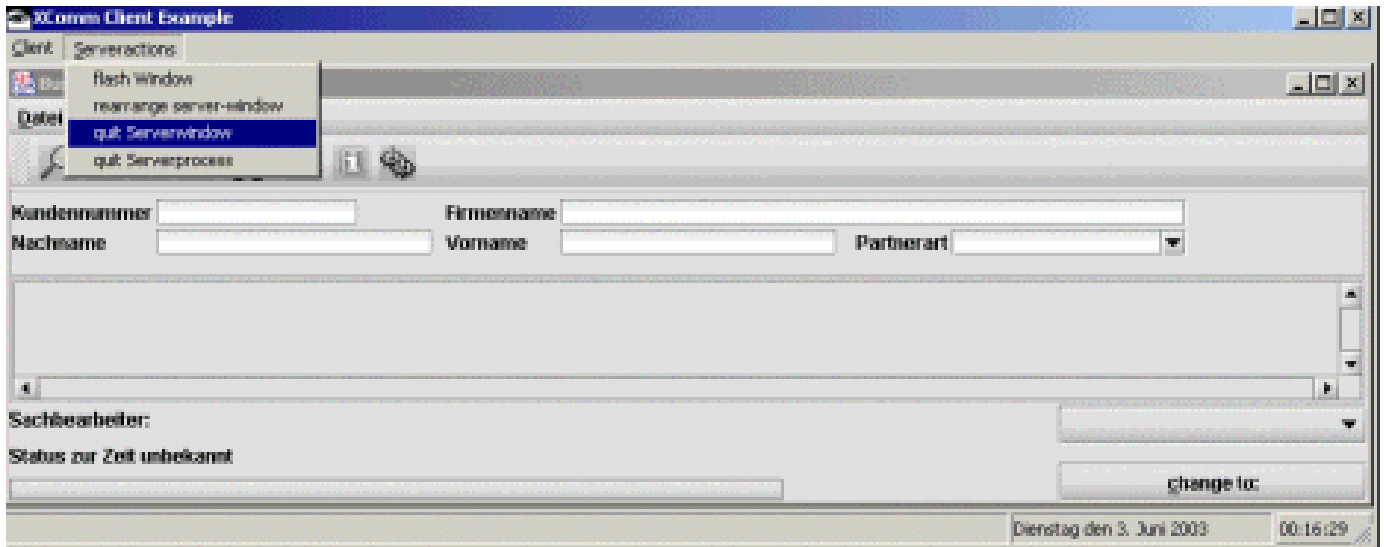 XComm Client Example
Client Serveractions
flash Window
rearrange server-window
Datei
quit Serverwindow
quit Serverprocess
Kundennummer Firmenname
Nachname Vorname Partnerart
Sachbearbeiter:
Status zur Zeit unbekannt
change to:
Dienstag den 3. Juni 2003 00:16:29